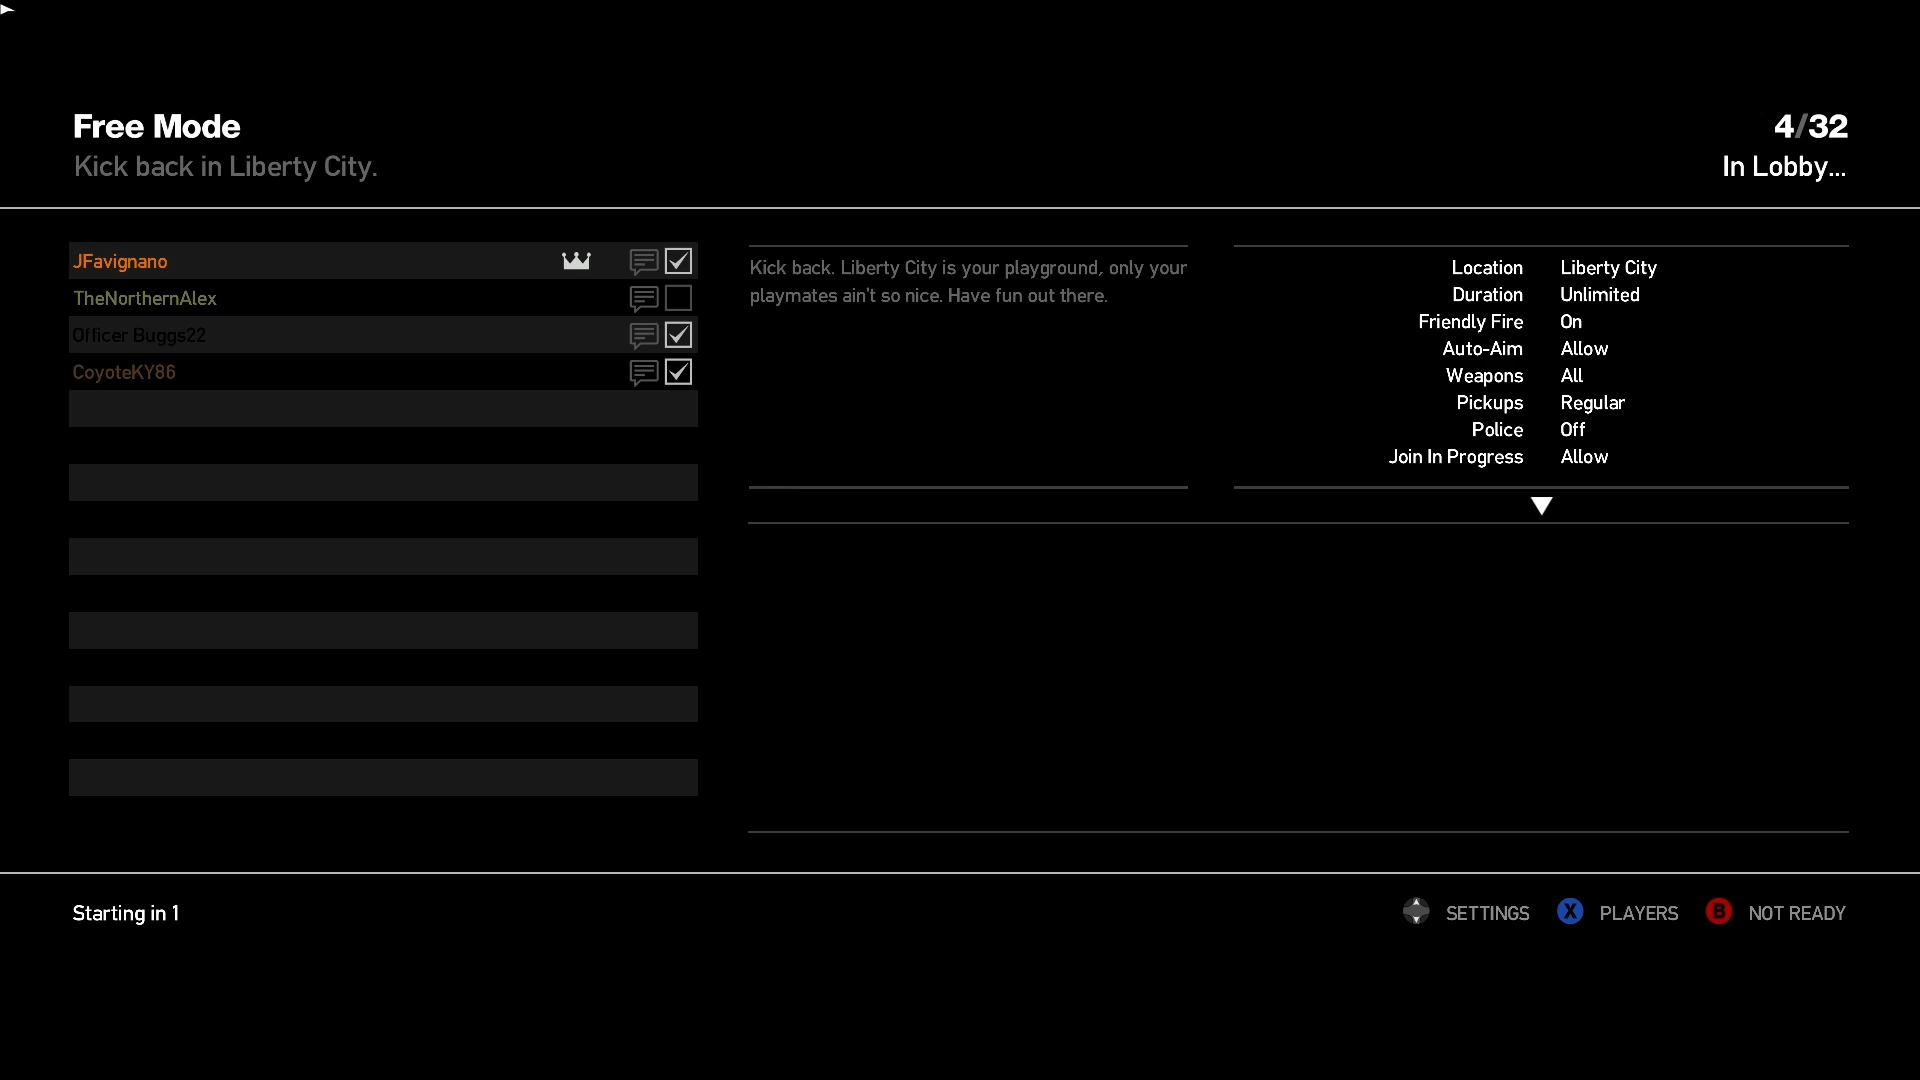 Free Mode
4/32
Kick back in Liberty City.
In Lobby...
JFavignano
TheNorthernAlex
Officer Buggs22
CoyoteKY86
Kick back. Liberty City is your playground, only your
playmates ain't so nice. Have fun out there.
Location Liberty City
Duration Unlimited
Friendly Fire On
Auto-Aim Allow
Weapons All
Pickups Regular
Police Off
Join In Progress Allow
Starting in 1
SETTINGS X PLAYERS B NOT READY